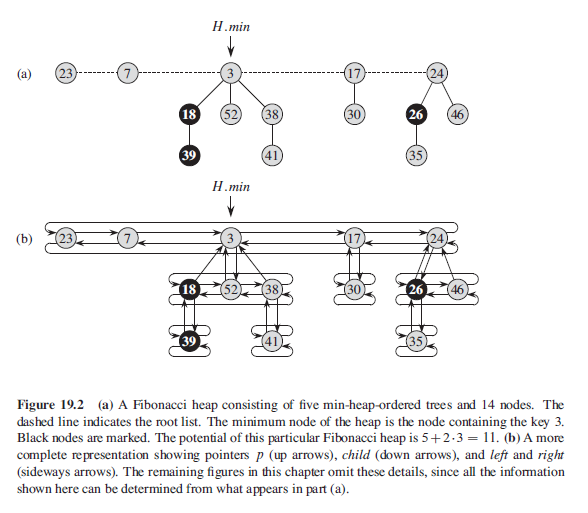 H.min
(a) 23 7 3 17 24
18 52 38 30 26 46
39 41 35
H.min
(b) 23 7 3 17 24
18 52 38 30 26 46
39 41 35
Figure 19.2 (a) A Fibonacci heap consisting of five min-heap-ordered trees and 14 nodes. The
dashed line indicates the root list. The minimum node of the heap is the node containing the key 3.
Black nodes are marked. The potential of this particular Fibonacci heap is 5+2·3 = 11. (b) A more
complete representation showing pointers p (up arrows), child (down arrows), and left and right
(sideways arrows). The remaining figures in this chapter omit these details, since all the information
shown here can be determined from what appears in part (a).